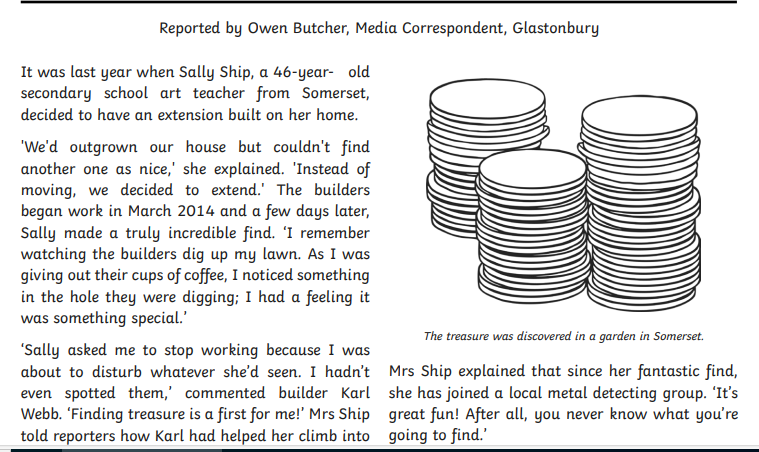 Reported by Owen Butcher, Media Correspondent, Glastonbury
It was last year when Sally Ship, a 46-year- old
secondary school art teacher from Somerset,
decided to have an extension built on her home.
'We'd outgrown our house but couldn't find
another one as nice,' she explained. 'Instead of
moving, we decided to extend.' The builders
began work in March 2014 and a few days later,
Sally made a truly incredible find. ‘I remember
watching the builders dig up my lawn. As I was
giving out their cups of coffee, I noticed something
in the hole they were digging; I had a feeling it
was something special.’
‘Sally asked me to stop working because I was
about to disturb whatever she’d seen. I hadn’t
even spotted them,’ commented builder Karl
Webb. ‘Finding treasure is a first for me!’ Mrs Ship
told reporters how Karl had helped her climb into
The treasure was discovered in a garden in Somerset.
Mrs Ship explained that since her fantastic find,
she has joined a local metal detecting group. ‘It’s
great fun! After all, you never know what you’re
going to find.’